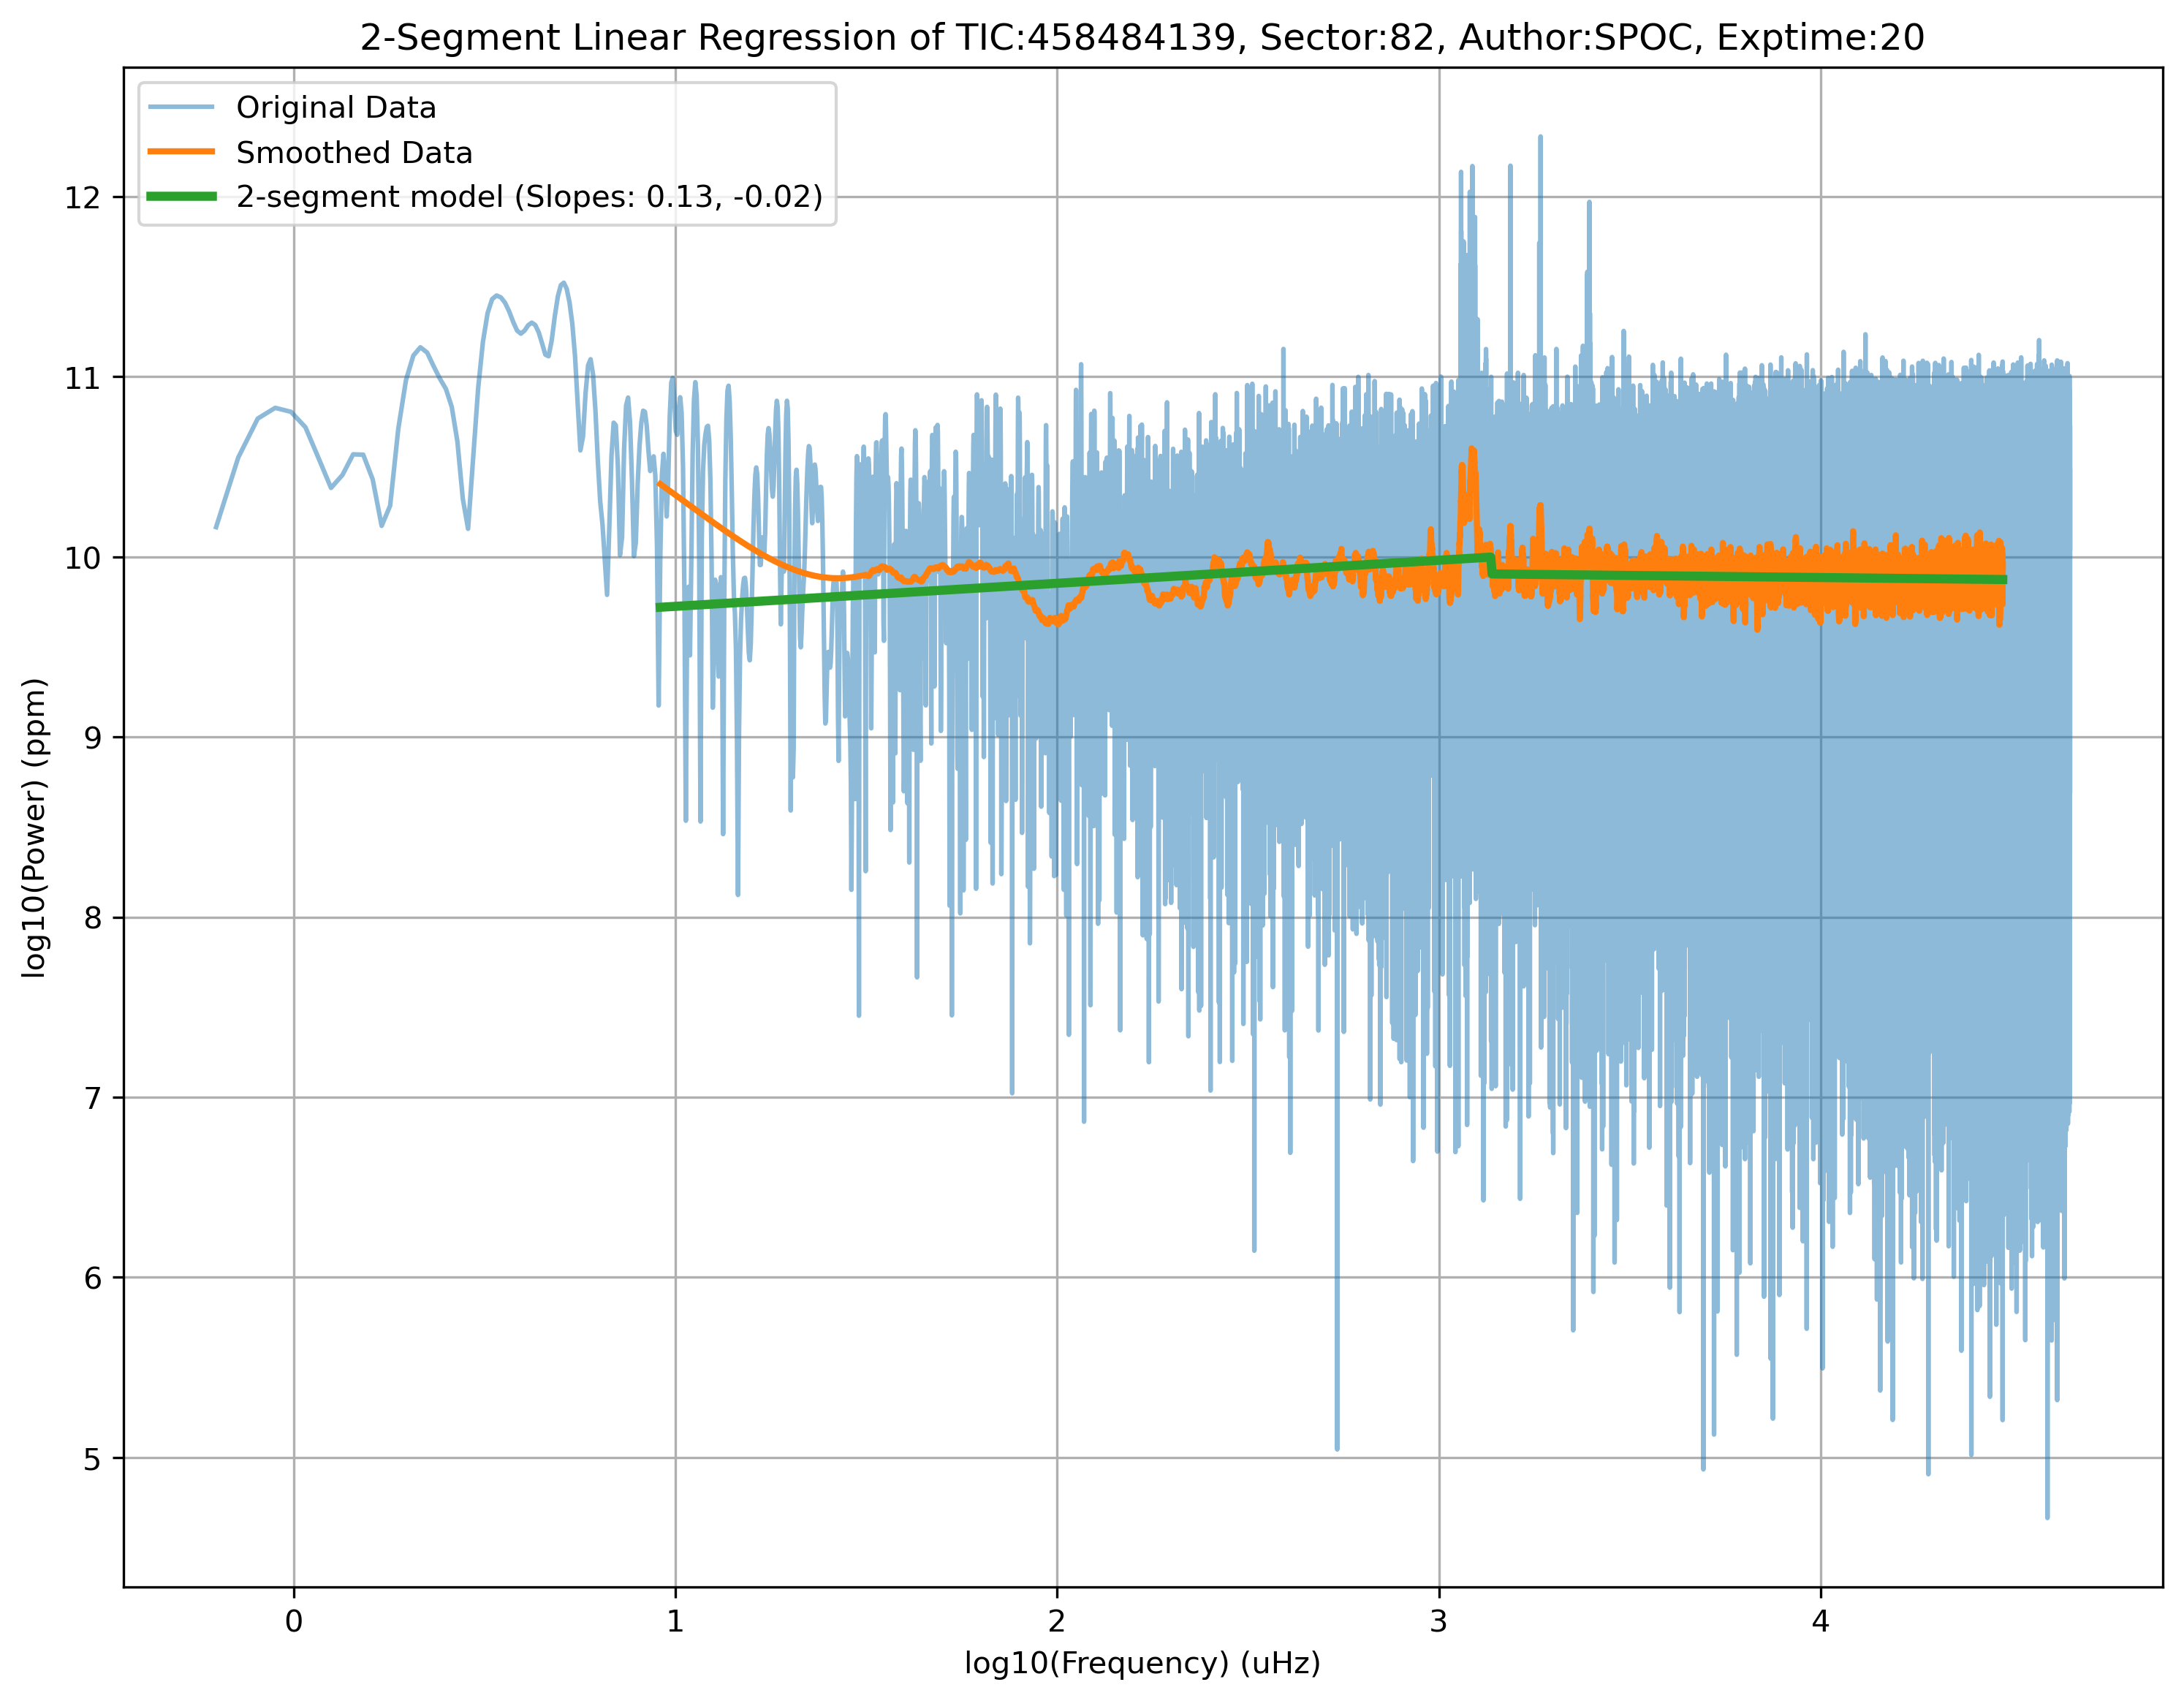 2-Segment Linear Regression of TIC:458484139, Sector:82, Author:SPOC, Exptime:20
Original Data
Smoothed Data
2-segment model (Slopes: 0.13, -0.02)
log10(Power) (ppm)
12
11
10
9
8
7
6
5
0 1 2 3 4
log10(Frequency) (uHz)